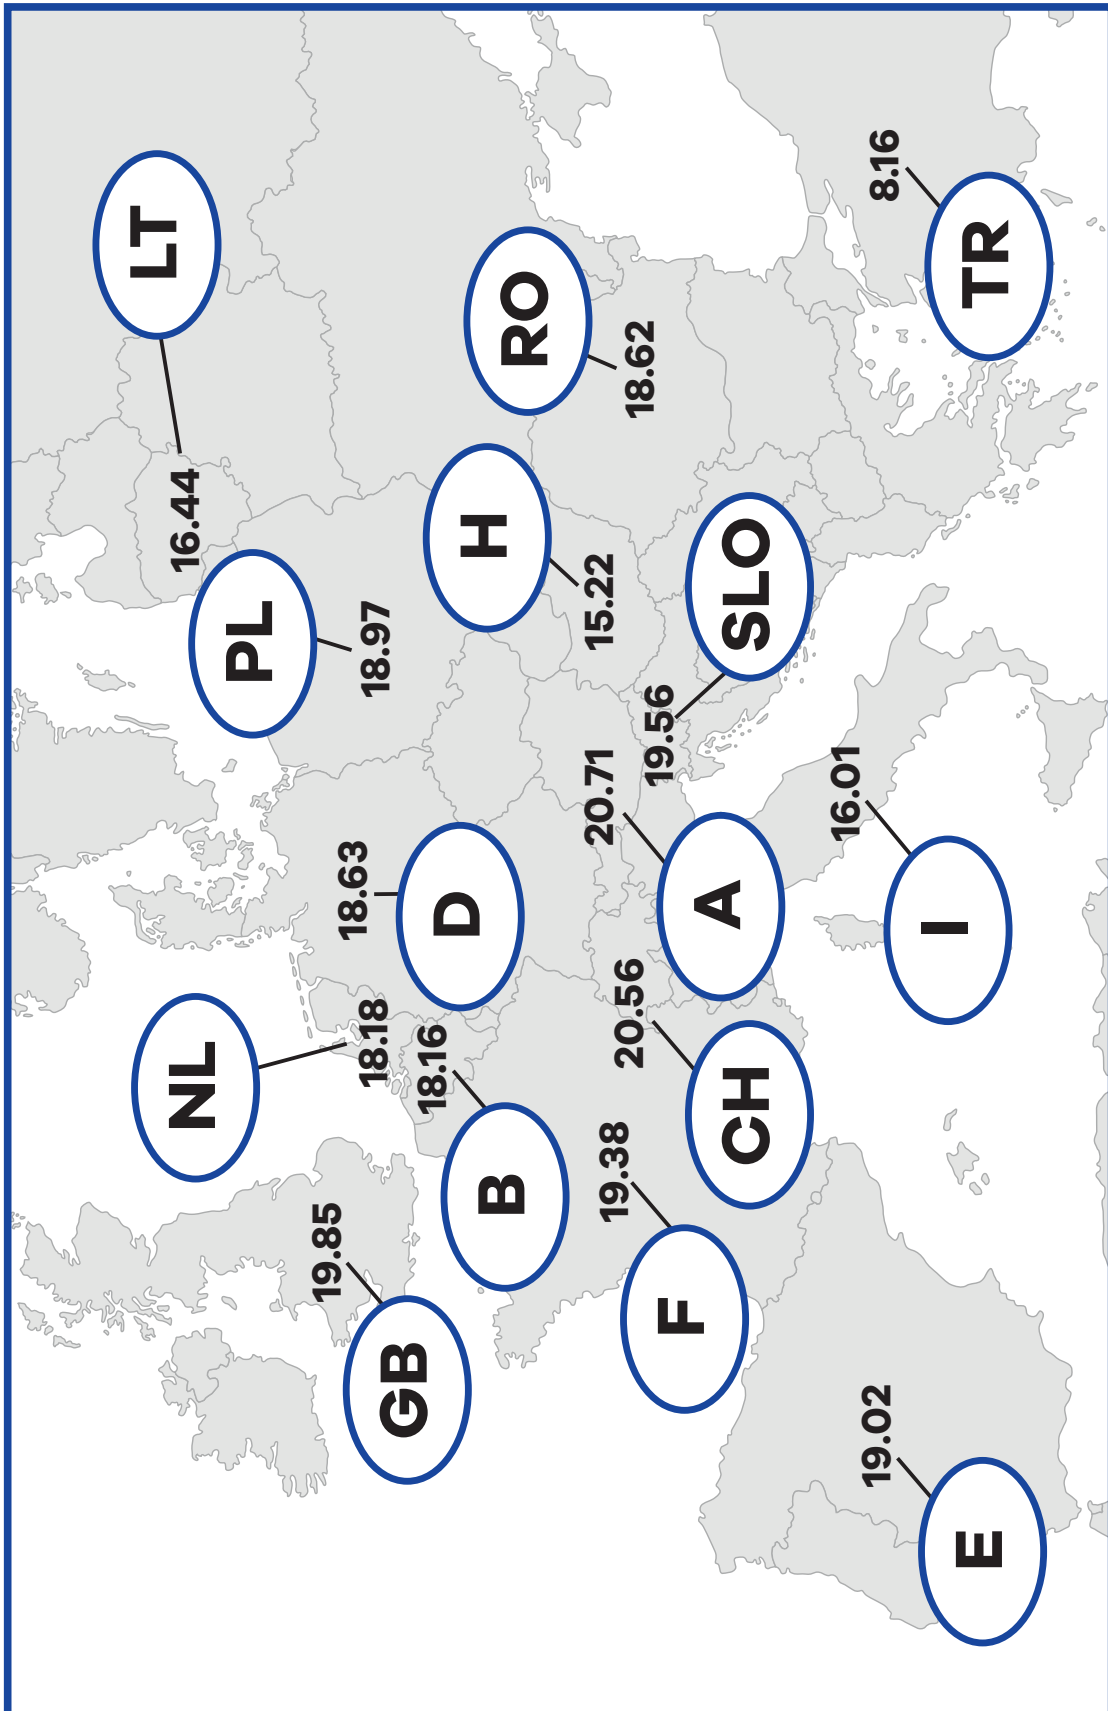 LT
16.44
NL
PL
18.97
19.85
18.18
18.63
GB
18.16
D
H
RO
B
15.22
18.62
19.38
20.56
20.71
19.56
F
CH
A
SLO
16.01
8.16
19.02
E
I
TR